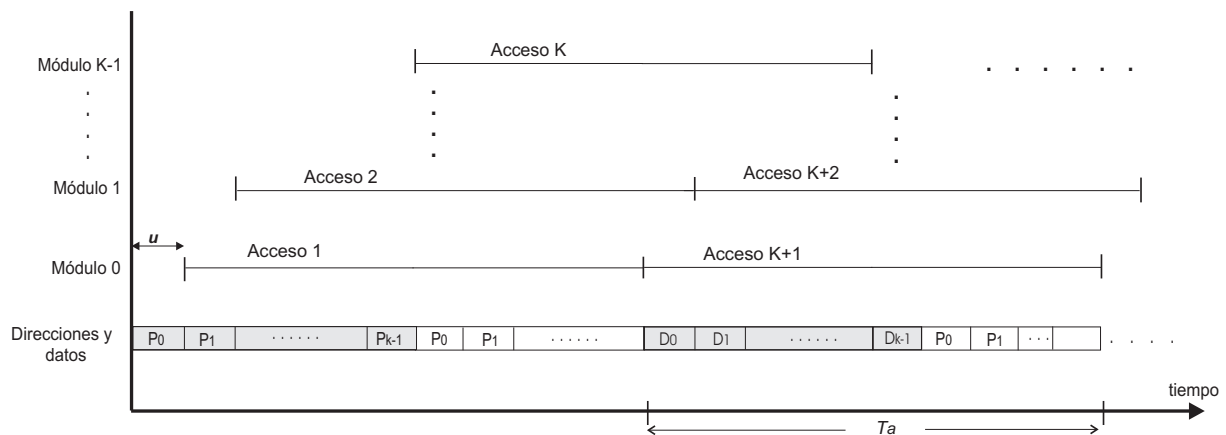 Acceso K
Módulo K-1
. . . . . .
Acceso 2
Acceso K+2
Módulo 1
u
Acceso 1
Acceso K+1
Módulo 0
Direcciones y
datos
P0 P1 . . . . . . Pk-1 P0 P1 . . . . . . D0 D1 . . . . . . Dk-1 P0 P1 . . . . . . .
tiempo
Ta